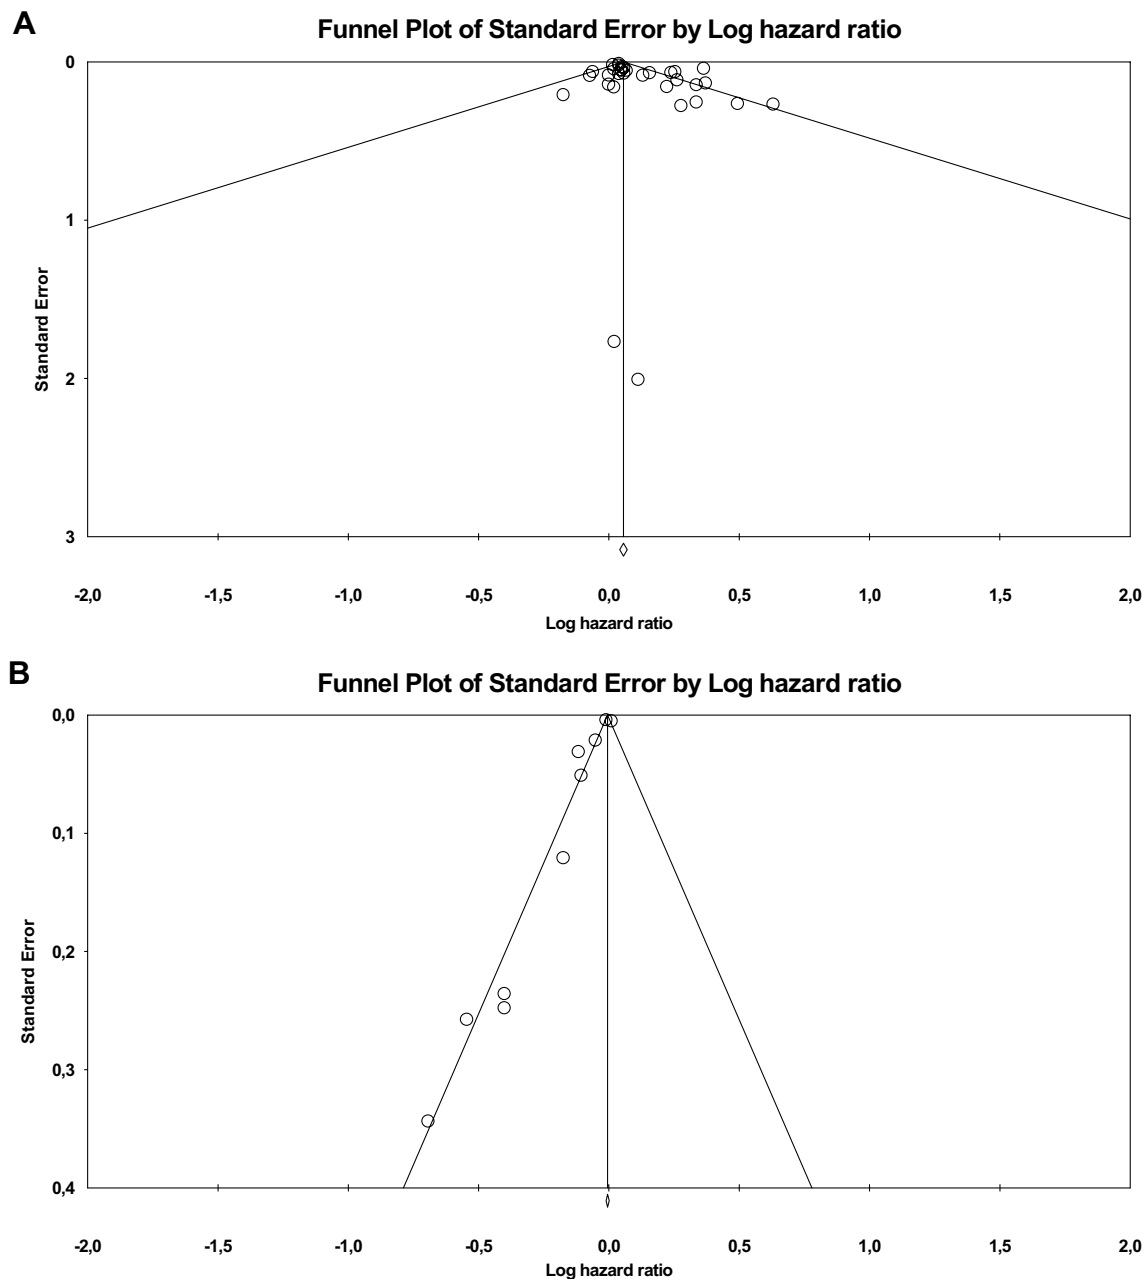 A
Funnel Plot of Standard Error by Log hazard ratio
0
1
2
3
Standard Error
-2,0 -1,5 -1,0 -0,5 0,0 0,5 1,0 1,5 2,0
Log hazard ratio
B
Funnel Plot of Standard Error by Log hazard ratio
0,0
0,1
0,2
0,3
0,4
Standard Error
-2,0 -1,5 -1,0 -0,5 0,0 0,5 1,0 1,5 2,0
Log hazard ratio